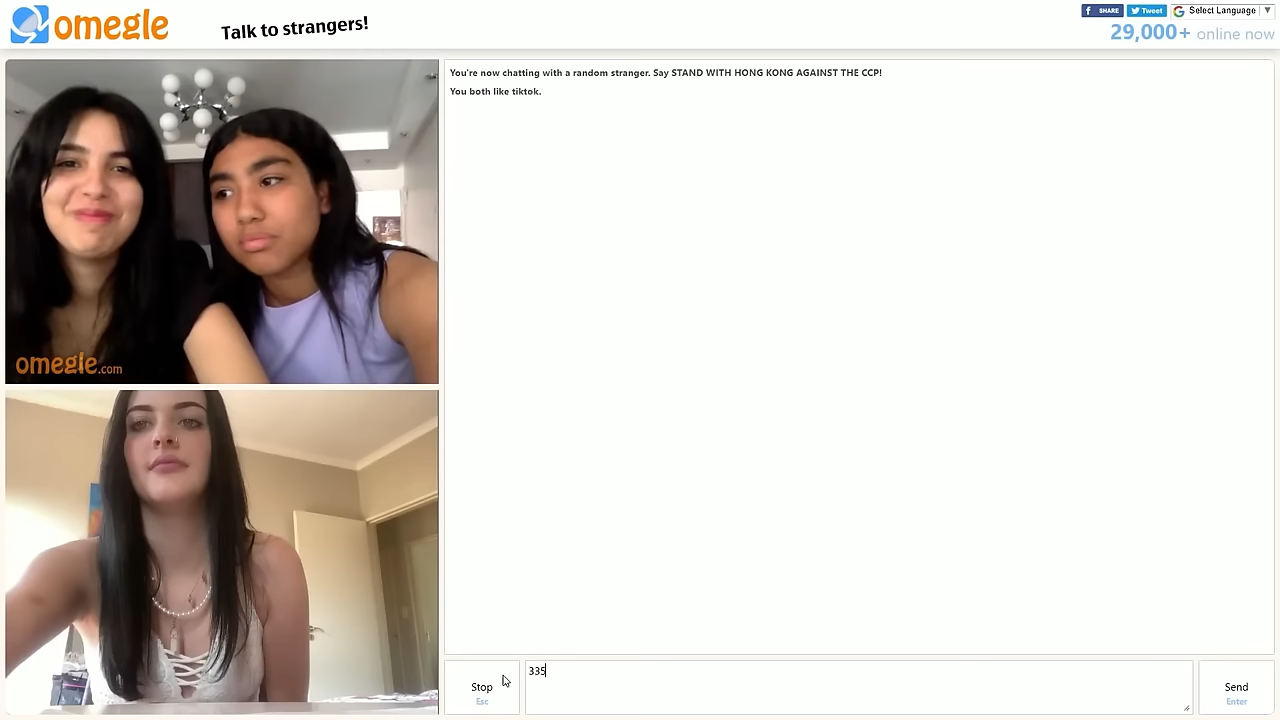 omegle
Talk to strangers!
SHARE
Tweet
Select Language
29,000+ online now
You're now chatting with a random stranger. Say STAND WITH HONG KONG AGAINST THE CCP!
You both like tiktok.
omegle.com
Stop
Esc
335
Send
Enter